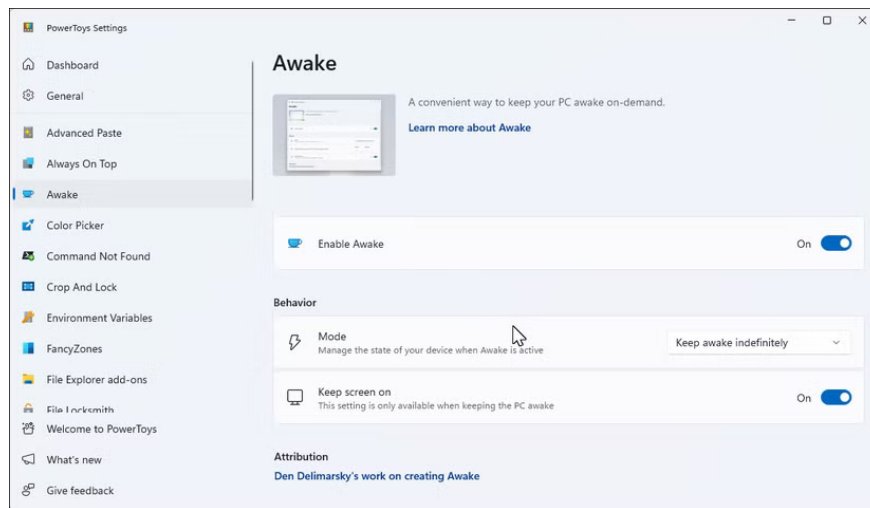 PowerToys Settings
Dashboard
General
Advanced Paste
Always On Top
Awake
Color Picker
Command Not Found
Crop And Lock
Environment Variables
FancyZones
File Explorer add-ons
File Locksmith
Welcome to PowerToys
What's new
Give feedback
Awake
A convenient way to keep your PC awake on-demand.
Learn more about Awake
Enable Awake
On
Behavior
Mode
Manage the state of your device when Awake is active
Keep awake indefinitely
Keep screen on
This setting is only available when keeping the PC awake
On
Attribution
Den Delimarsky's work on creating Awake